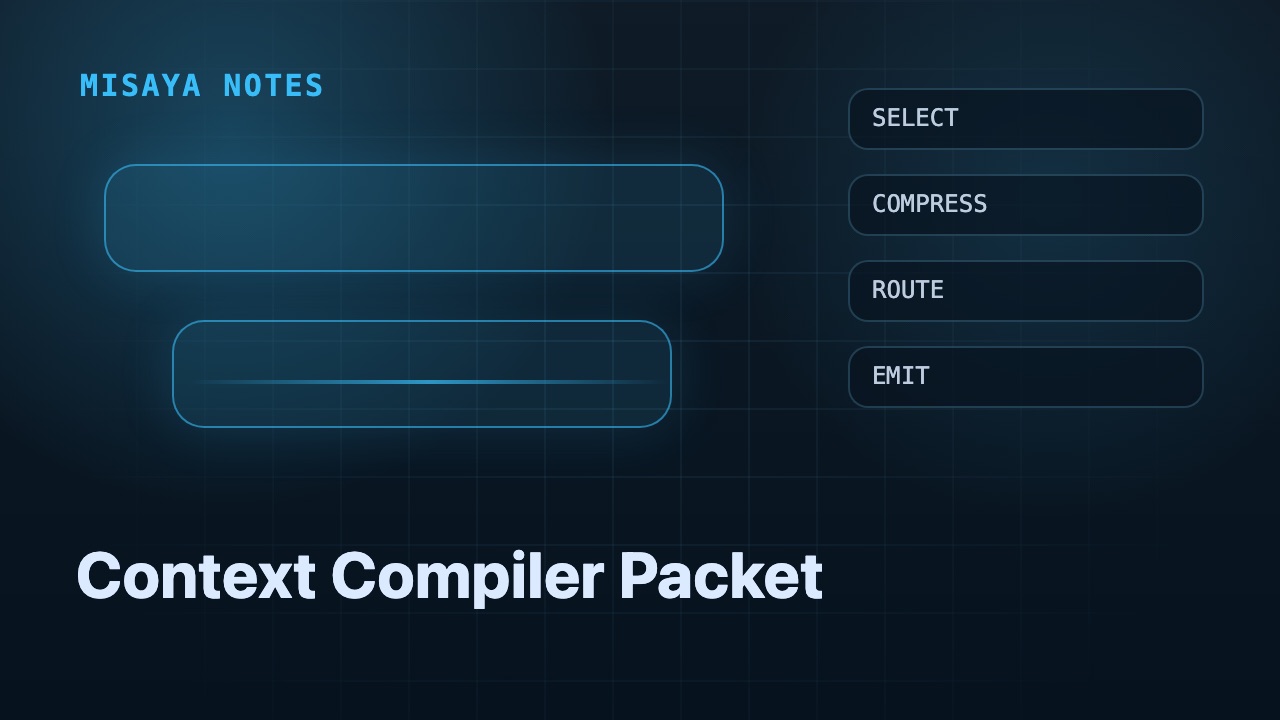 MISAYA NOTES
SELECT
COMPRESS
ROUTE
EMIT
Context Compiler Packet